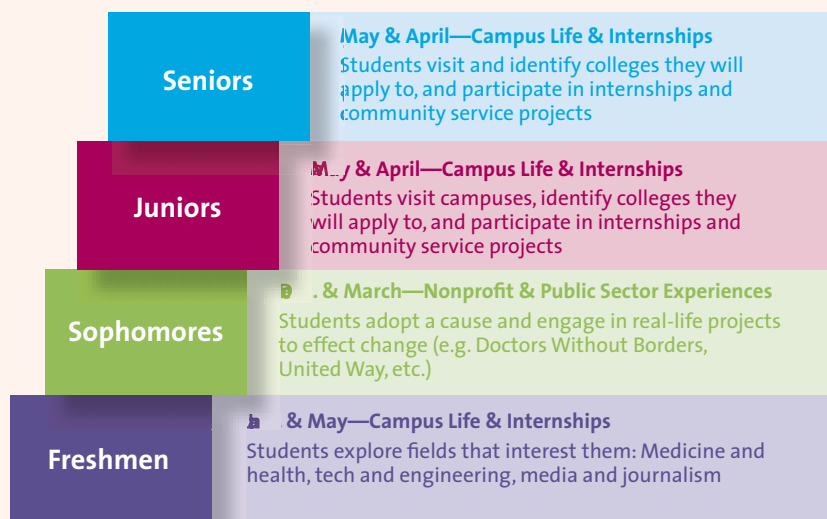 Seniors
May & April—Campus Life & Internships
Students visit and identify colleges they will
apply to, and participate in internships and
community service projects
Juniors
May & April—Campus Life & Internships
Students visit campuses, identify colleges they
will apply to, and participate in internships and
community service projects
Sophomores
& March—Nonprofit & Public Sector Experiences
Students adopt a cause and engage in real-life projects
to effect change (e.g. Doctors Without Borders,
United Way, etc.)
Freshmen
& May—Campus Life & Internships
Students explore fields that interest them: Medicine and
health, tech and engineering, media and journalism